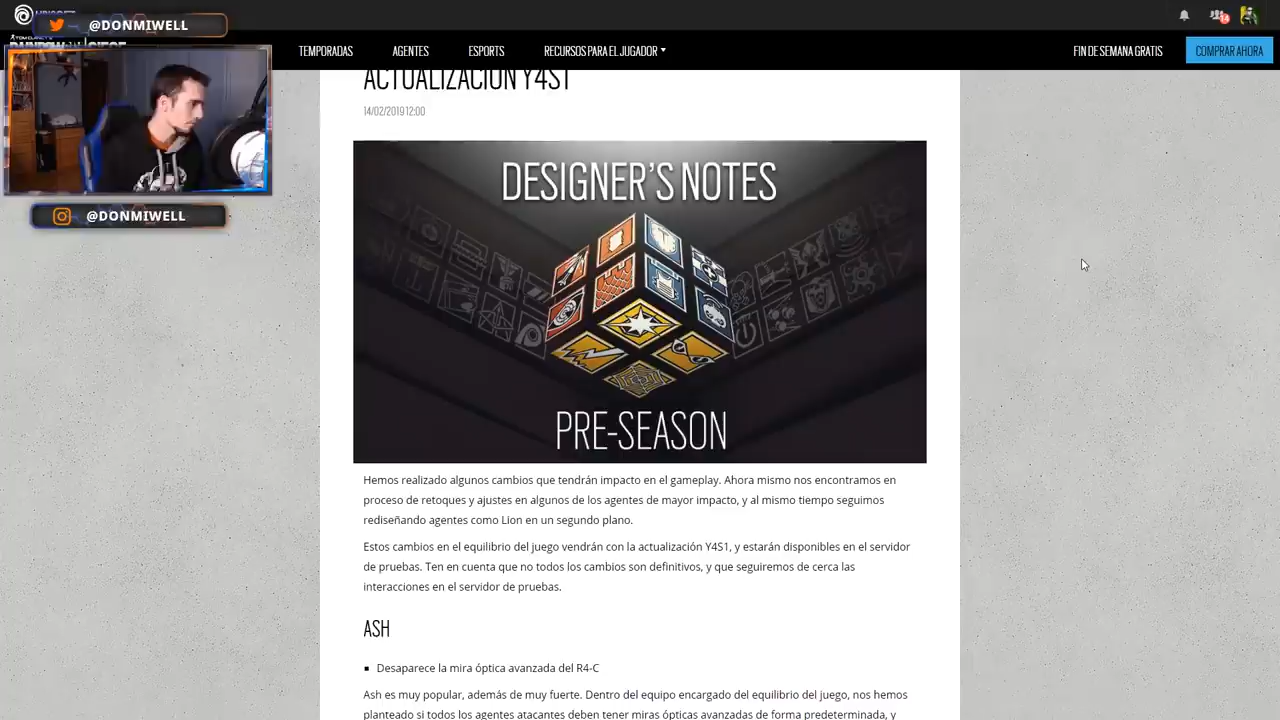 UBISOFT
@DONMIWELL
14
TEMPORADAS
AGENTES
ESPORTS
RECURSOS PARA EL JUGADOR
FIN DE SEMANA GRATIS
COMPRAR AHORA
ACTUALIZACIÓN Y4S1
14/02/2019 12:00
@DONMIWELL
DESIGNER'S NOTES
PRE-SEASON
Hemos realizado algunos cambios que tendrán impacto en el gameplay. Ahora mismo nos encontramos en
proceso de retoques y ajustes en algunos de los agentes de mayor impacto, y al mismo tiempo seguimos
rediseñando agentes como Lion en un segundo plano.
Estos cambios en el equilibrio del juego vendrán con la actualización Y4S1, y estarán disponibles en el servidor
de pruebas. Ten en cuenta que no todos los cambios son definitivos, y que seguiremos de cerca las
interacciones en el servidor de pruebas.
ASH
Desaparece la mira óptica avanzada del R4-C
Ash es muy popular, además de muy fuerte. Dentro del equipo encargado del equilibrio del juego, nos hemos
planteado si todos los agentes atacantes deben tener miras ópticas avanzadas de forma predeterminada, y